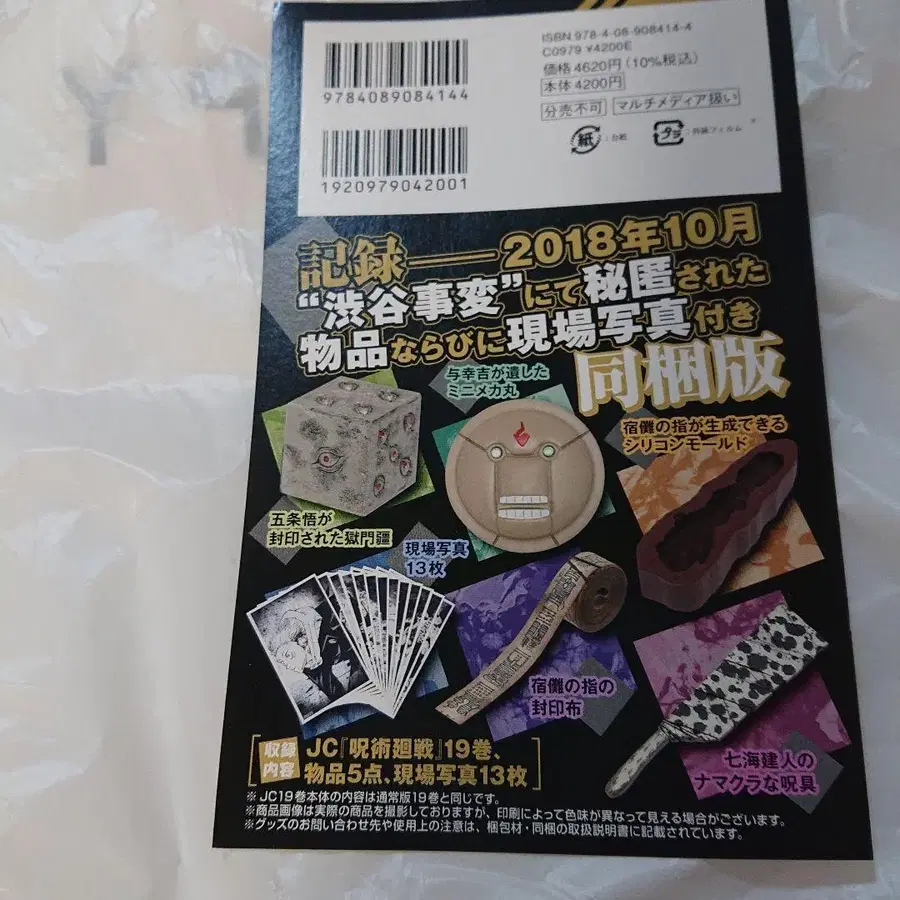 ISBN 978-4-08-908414-4
C0979 ¥4200E
価格4620円(10%税込)
本体4200円
分売不可 マルチメディア扱い
紙:台紙 プラ:外装フィルム
9784089084144
1920979042001
記録――2018年10月
“渋谷事変”にて秘匿された
物品ならびに現場写真付き
同梱版
与幸吉が遺した
ミニメカ丸
宿儺の指が生成できる
シリコンモールド
五条悟が
封印された獄門疆
現場写真
13枚
宿儺の指の
封印布
七海建人の
ナマクラな呪具
収録
内容
JC『呪術廻戦』19巻、
物品5点、現場写真13枚
※JC19巻本体の内容は通常版19巻と同じです。
※商品画像は実際の商品を撮影しておりますが、印刷によって色味が異なって見える場合がございます。
※グッズのお問い合わせ先や使用上の注意は、梱包材・同梱の取扱説明書に記載されています。